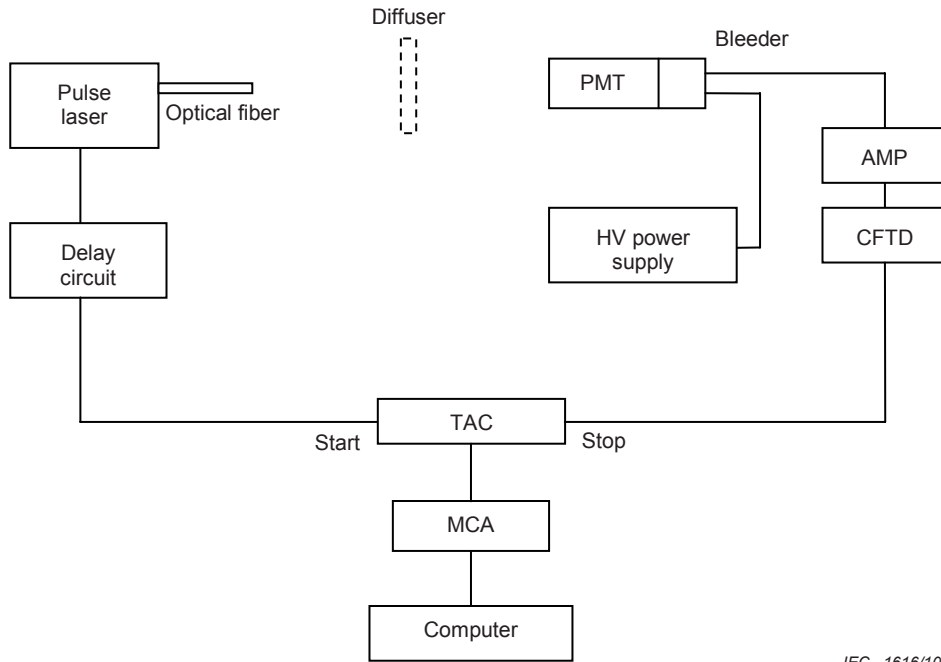 Diffuser
Bleeder
Pulse
laser
Optical fiber
PMT
AMP
Delay
circuit
HV power
supply
CFTD
TAC
Start
Stop
MCA
Computer